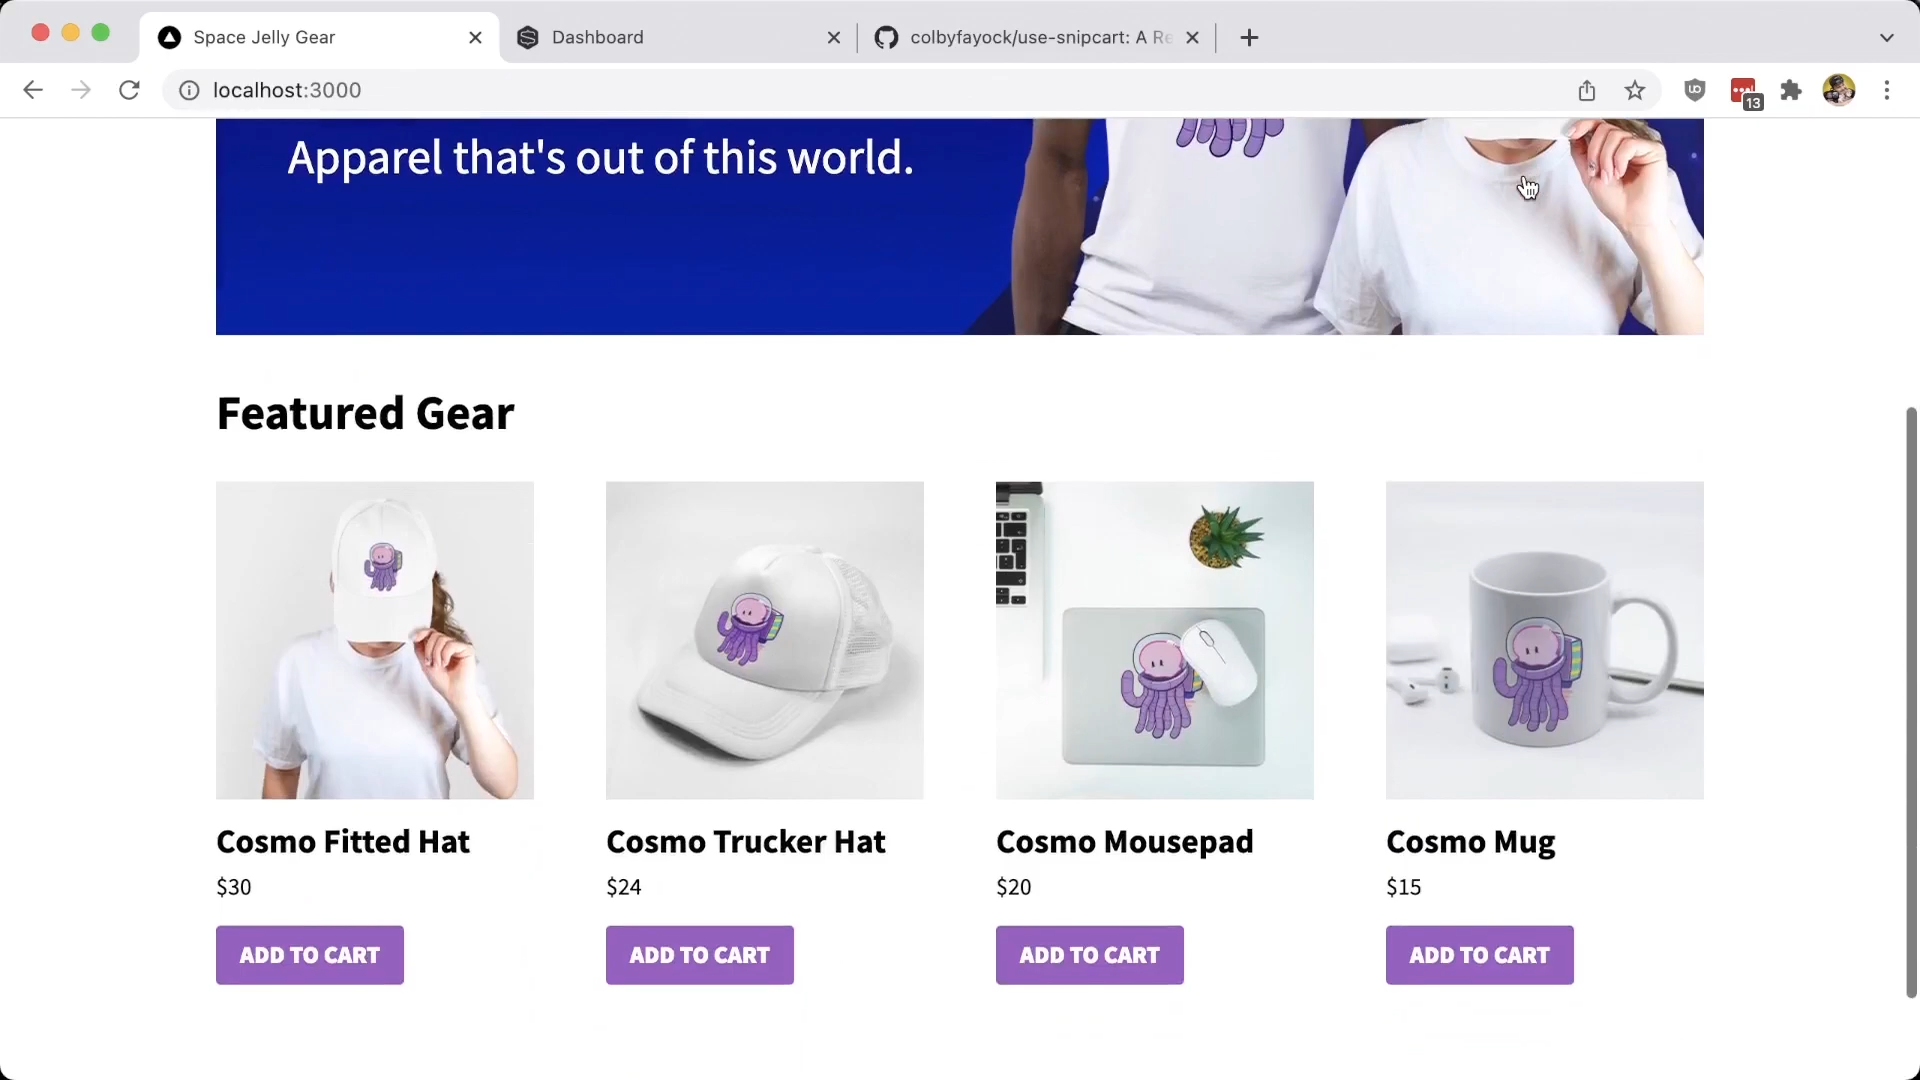 Space Jelly Gear
Dashboard
colbyfayock/use-snipcart: A Re
localhost:3000
13
Apparel that's out of this world.
Featured Gear
Cosmo Fitted Hat
$30
ADD TO CART
Cosmo Trucker Hat
$24
ADD TO CART
Cosmo Mousepad
$20
ADD TO CART
Cosmo Mug
$15
ADD TO CART